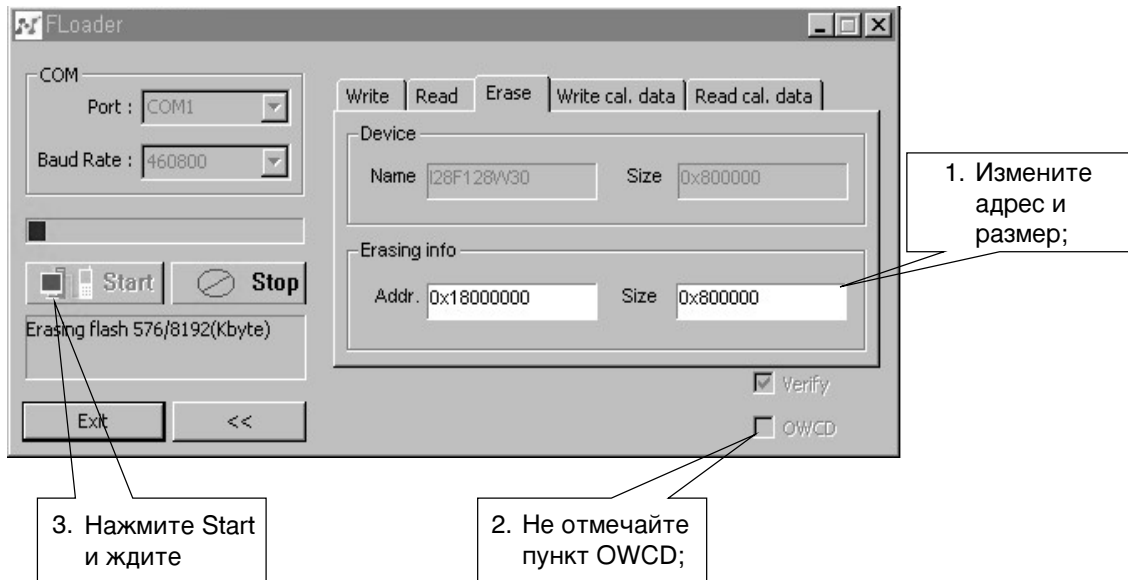 FLoader
COM
Port : COM1
Baud Rate : 460800
Start
Stop
Erasing flash 576/8192(Kbyte)
Exit
<<
Write Read Erase Write cal. data Read cal. data
Device
Name I28F128W30 Size 0x800000
Erasing info
Addr. 0x18000000 Size 0x800000
Verify
OWCD
1. Измените
адрес и
размер;
2. Не отмечайте
пункт OWCD;
3. Нажмите Start
и ждите